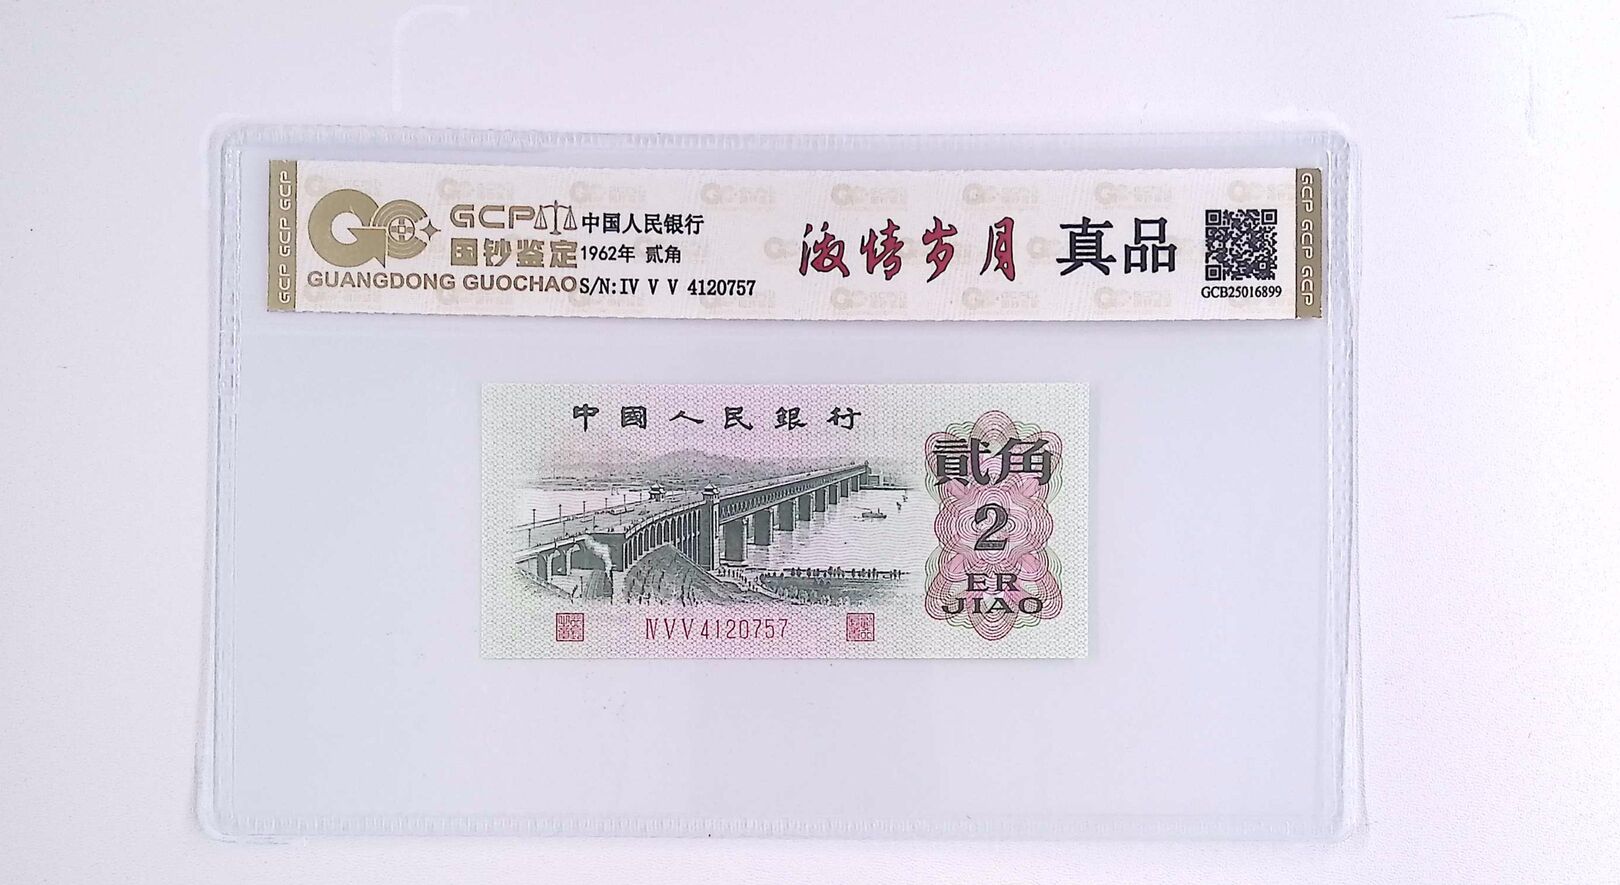 GCP GCP GCP
GCP
国钞鉴定
GUANGDONG GUOCHAO
中国人民银行
1962年 贰角
S/N:IV V V 4120757
激情岁月
真品
GCB25016899
GCP GCP GCP
中國人民銀行
貳角
2
ER
JIAO
IV V V 4120757